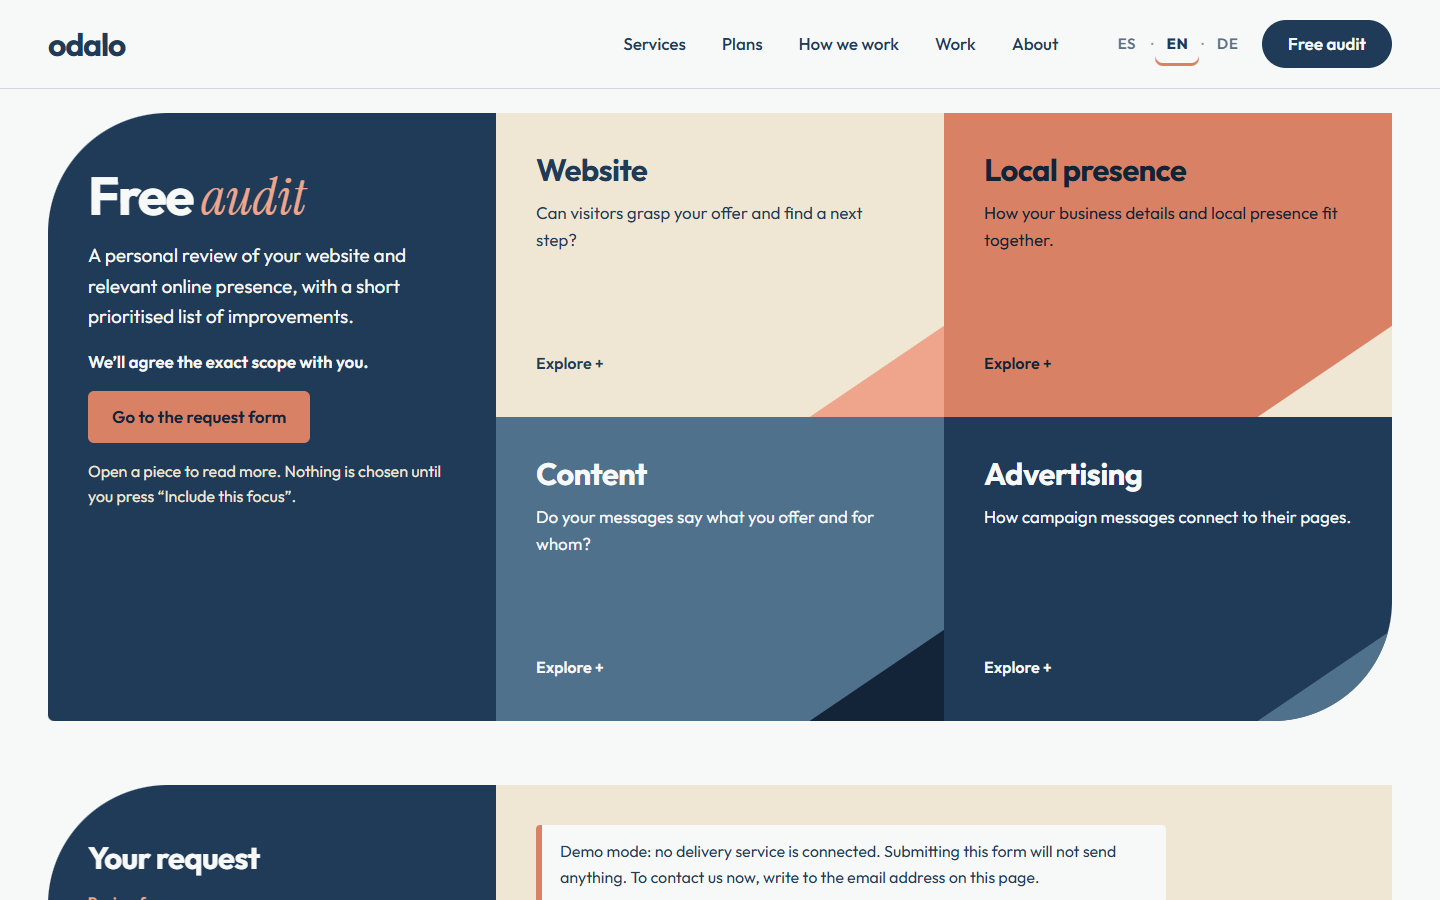 odalo
Services
Plans
How we work
Work
About
ES · EN · DE
Free audit
Free audit
A personal review of your website and
relevant online presence, with a short
prioritised list of improvements.
We’ll agree the exact scope with you.
Go to the request form
Open a piece to read more. Nothing is chosen until
you press “Include this focus”.
Website
Can visitors grasp your offer and find a next
step?
Explore +
Local presence
How your business details and local presence fit
together.
Explore +
Content
Do your messages say what you offer and for
whom?
Explore +
Advertising
How campaign messages connect to their pages.
Explore +
Your request
Demo mode: no delivery service is connected. Submitting this form will not send
anything. To contact us now, write to the email address on this page.